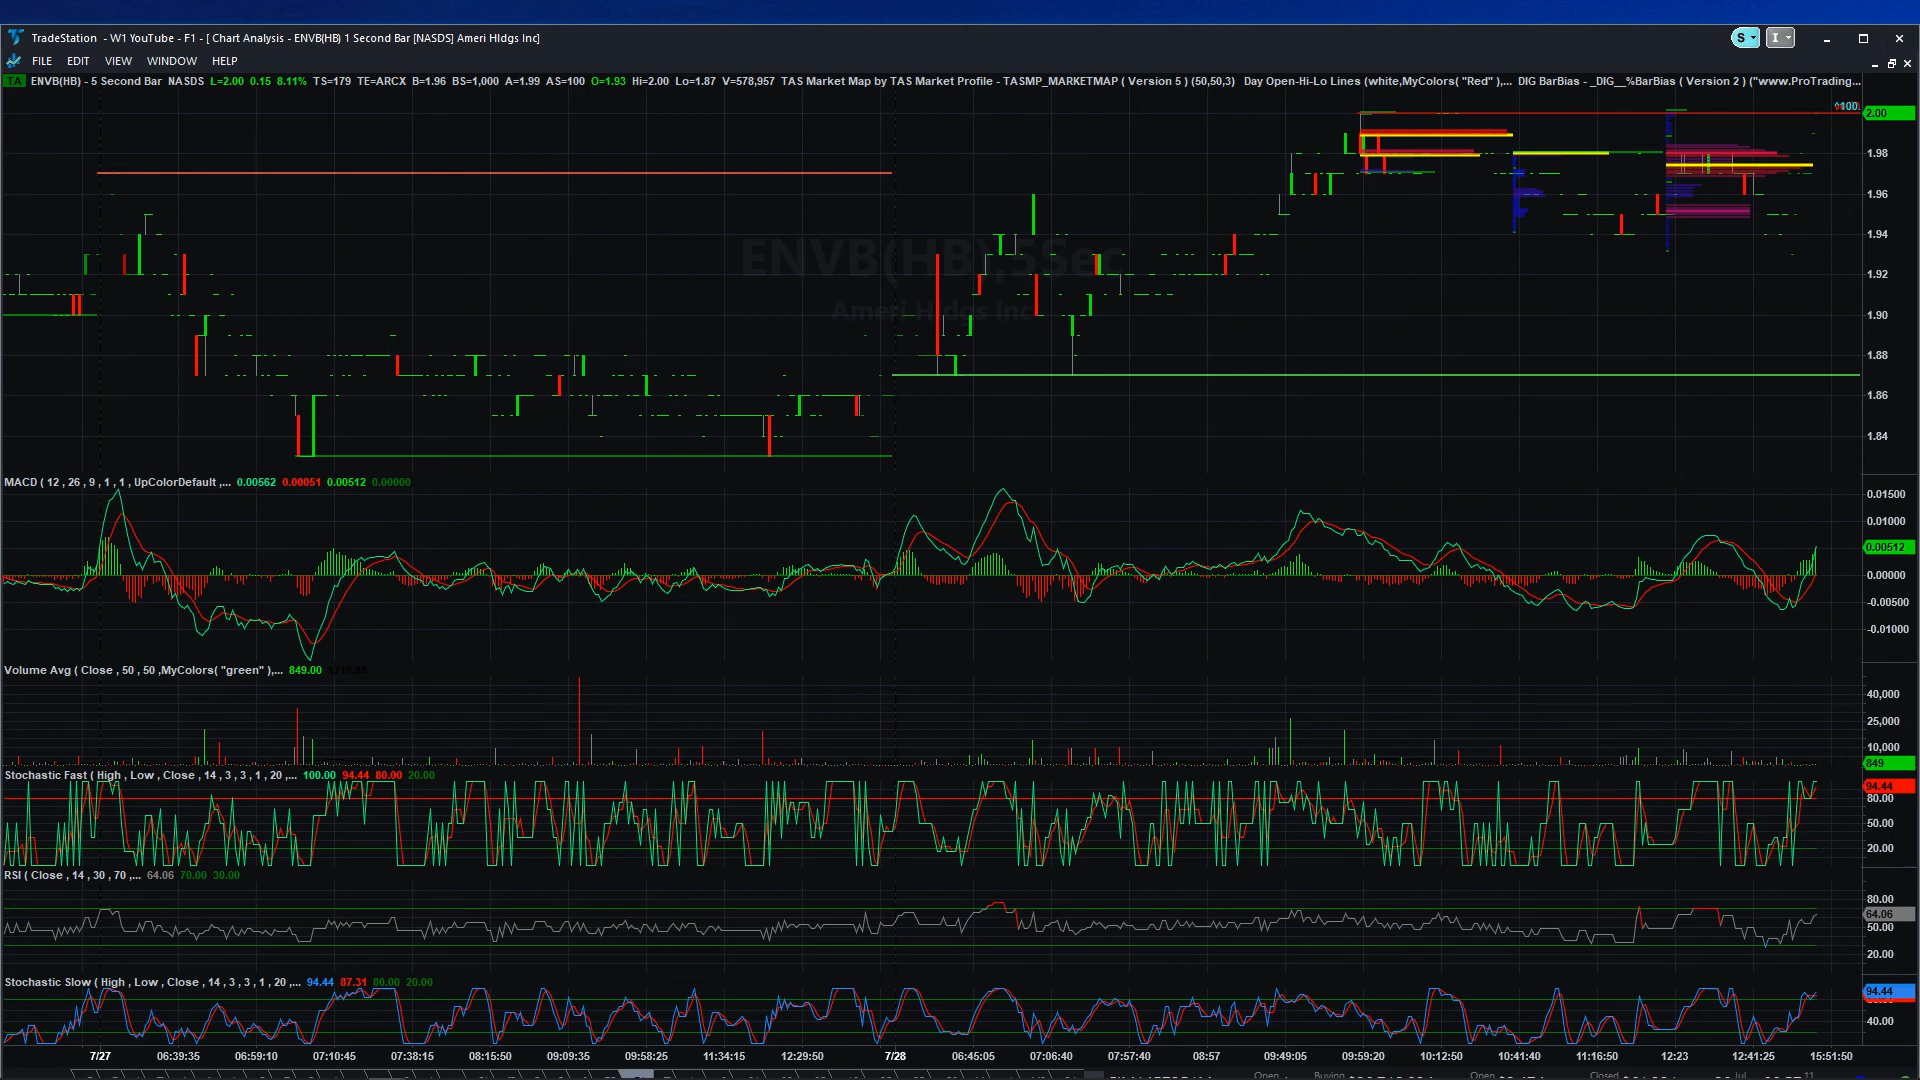 TradeStation - W1 YouTube - F1 - [ Chart Analysis - ENVB(HB) 1 Second Bar [NASDS] Ameri Hldgs Inc]
S
I
FILE EDIT VIEW WINDOW HELP
TA ENVB(HB) - 5 Second Bar NASDS L=2.00 0.15 8.11% TS=179 TE=ARCX B=1.96 BS=1,000 A=1.99 AS=100 O=1.93 Hi=2.00 Lo=1.87 V=578,957 TAS Market Map by TAS Market Profile - TASMP_MARKETMAP ( Version 5 ) (50,50,3) Day Open-Hi-Lo Lines (white,MyColors( "Red" ),... DIG BarBias - _DIG__%BarBias ( Version 2 ) ("www.ProTrading...
2.00
1.98
1.96
1.94
ENVB(HB),5Sec
1.92
Ameri Hldgs Inc
1.90
1.88
1.86
1.84
MACD ( 12 , 26 , 9 , 1 , 1 , UpColorDefault ,... 0.00562 0.00051 0.00512 0.00000
0.01500
0.01000
0.00512
0.00000
-0.00500
-0.01000
Volume Avg ( Close , 50 , 50 ,MyColors( "green" ),... 849.00
40,000
25,000
10,000
849
Stochastic Fast ( High , Low , Close , 14 , 3 , 3 , 1 , 20 ,... 100.00 94.44 80.00 20.00
94.44
80.00
50.00
20.00
RSI ( Close , 14 , 30 , 70 ,... 64.06 70.00 30.00
80.00
64.06
50.00
20.00
Stochastic Slow ( High , Low , Close , 14 , 3 , 3 , 1 , 20 ,... 94.44 87.31 80.00 20.00
94.44
40.00
7/27 06:39:35 06:59:10 07:10:45 07:38:15 08:15:50 09:09:35 09:58:25 11:34:15 12:29:50 7/28 06:45:05 07:06:40 07:57:40 08:57 09:49:05 09:59:20 10:12:50 10:41:40 11:16:50 12:23 12:41:25 15:51:50